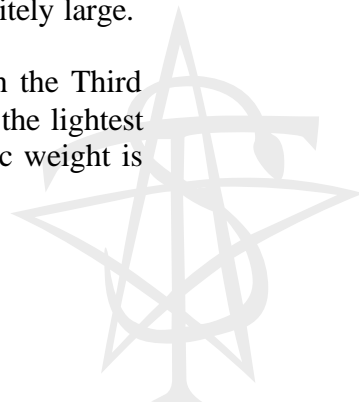 itely large.
n the Third
the lightest
c weight is